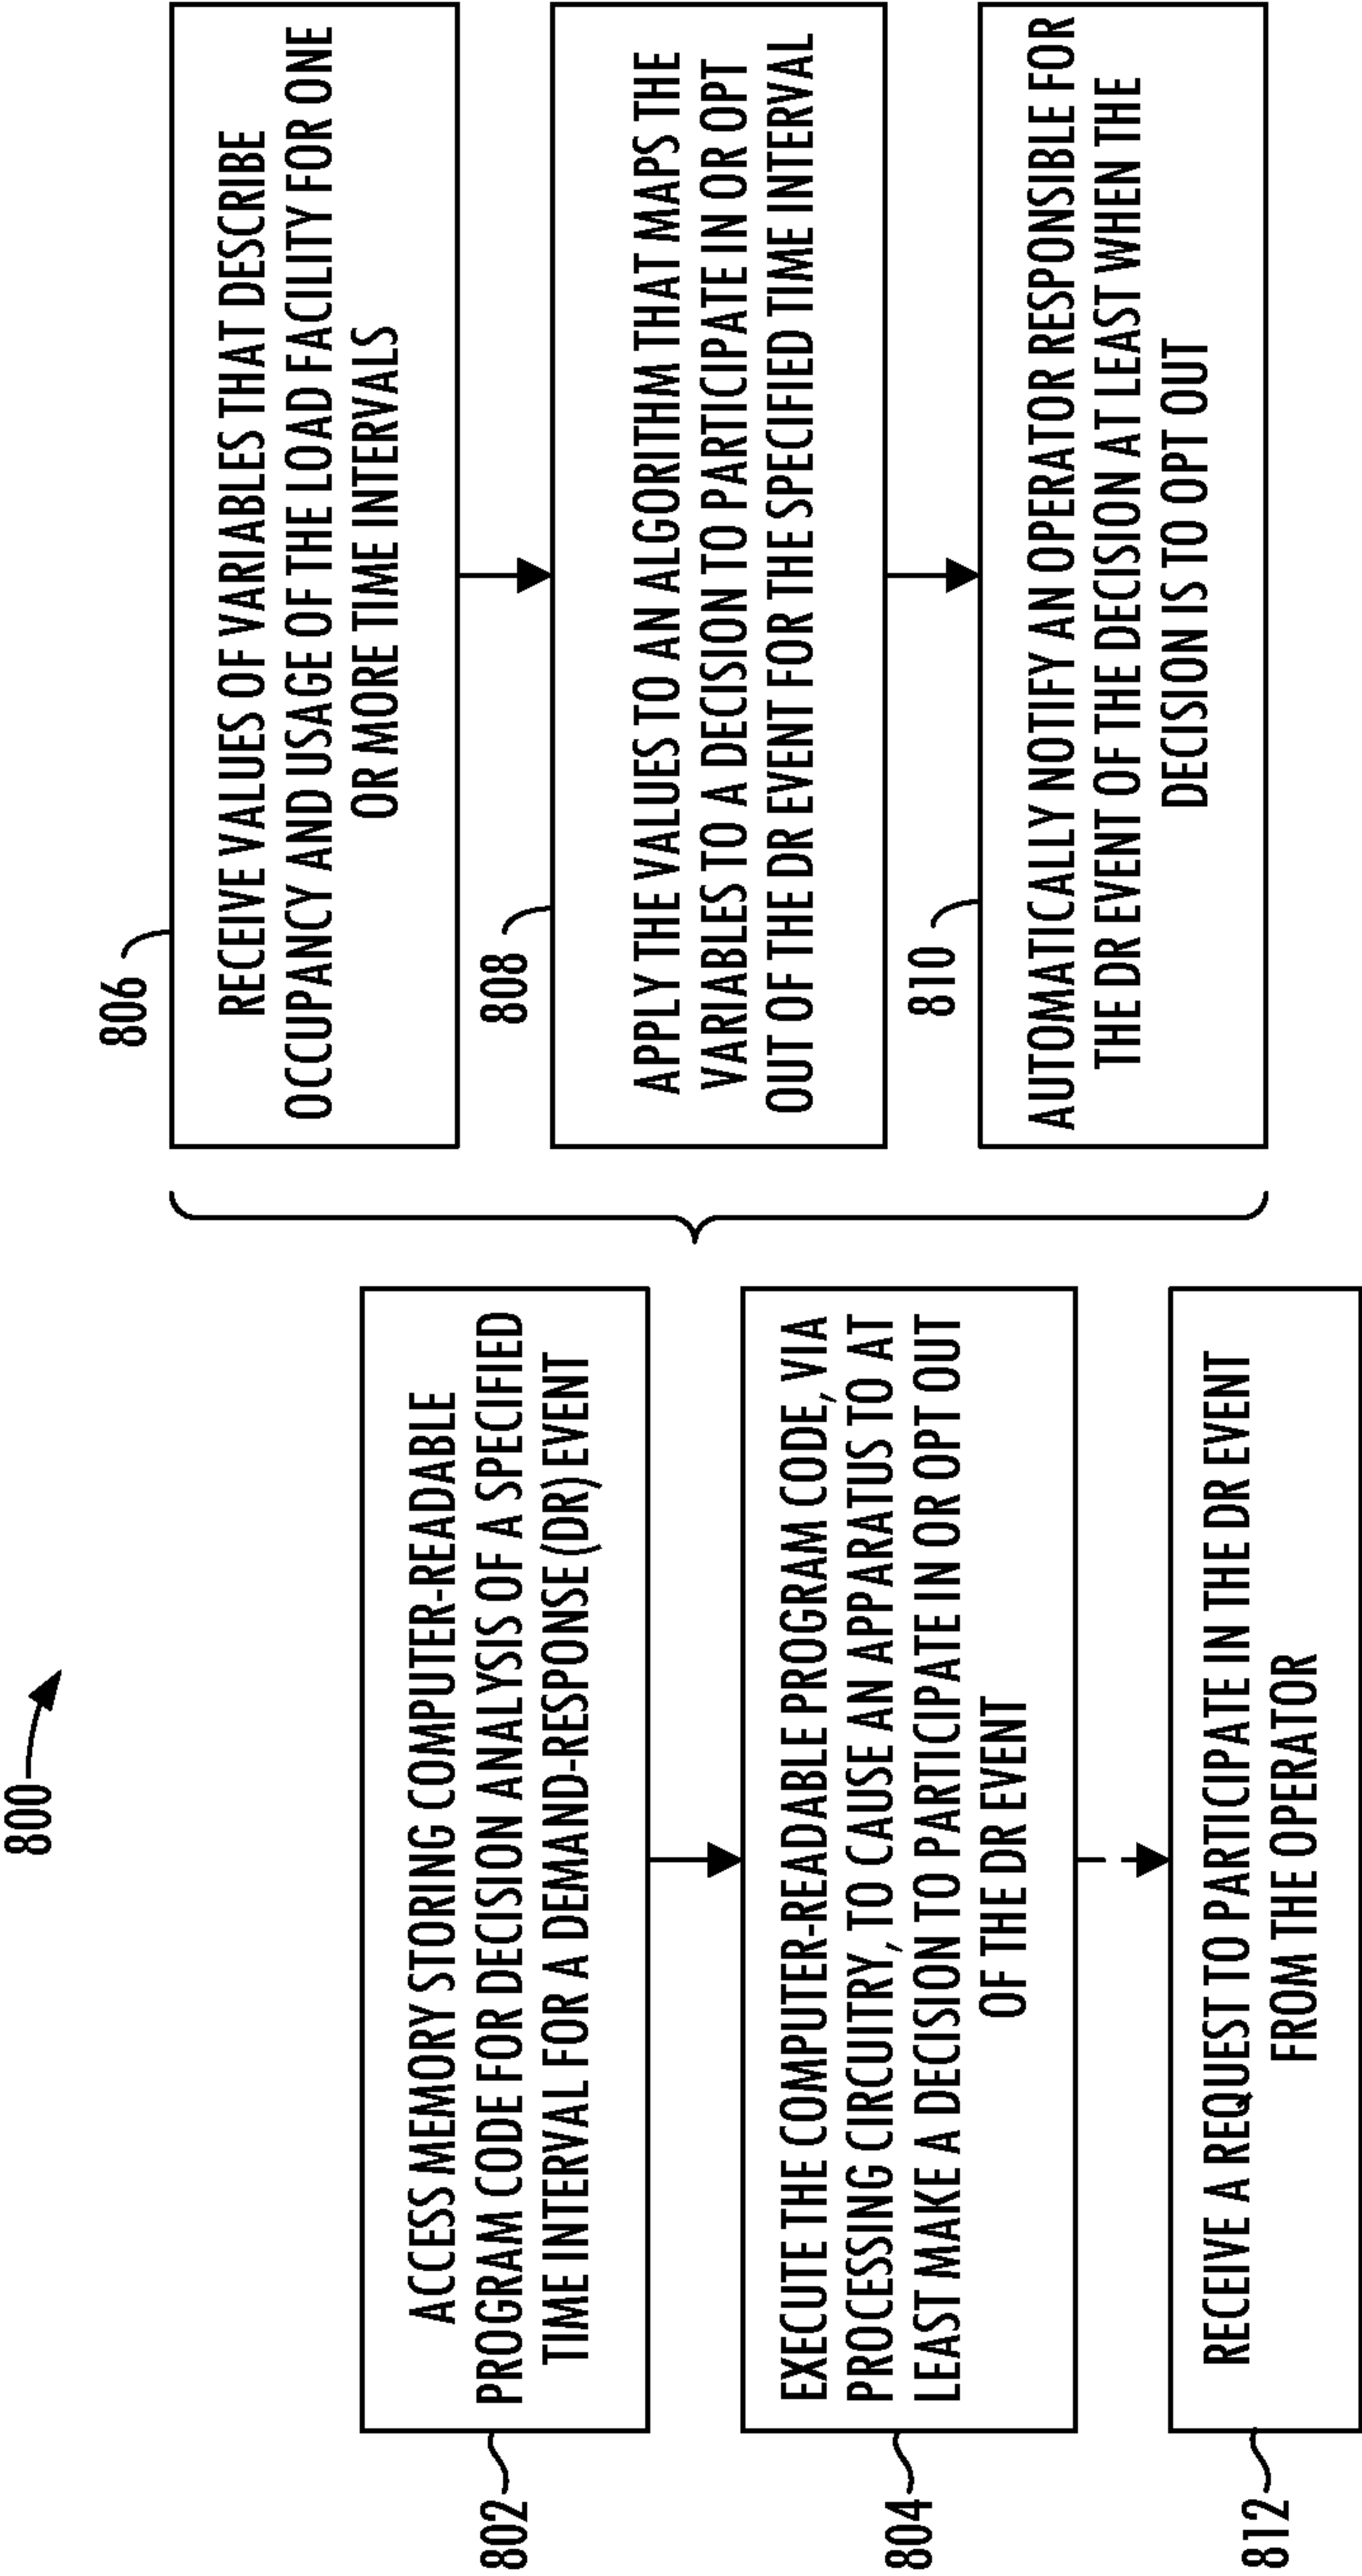 800
802
ACCESS MEMORY STORING COMPUTER-READABLE
PROGRAM CODE FOR DECISION ANALYSIS OF A SPECIFIED
TIME INTERVAL FOR A DEMAND-RESPONSE (DR) EVENT
804
EXECUTE THE COMPUTER-READABLE PROGRAM CODE, VIA
PROCESSING CIRCUITRY, TO CAUSE AN APPARATUS TO AT
LEAST MAKE A DECISION TO PARTICIPATE IN OR OPT OUT
OF THE DR EVENT
812
RECEIVE A REQUEST TO PARTICIPATE IN THE DR EVENT
FROM THE OPERATOR
806
RECEIVE VALUES OF VARIABLES THAT DESCRIBE
OCCUPANCY AND USAGE OF THE LOAD FACILITY FOR ONE
OR MORE TIME INTERVALS
808
APPLY THE VALUES TO AN ALGORITHM THAT MAPS THE
VARIABLES TO A DECISION TO PARTICIPATE IN OR OPT
OUT OF THE DR EVENT FOR THE SPECIFIED TIME INTERVAL
810
AUTOMATICALLY NOTIFY AN OPERATOR RESPONSIBLE FOR
THE DR EVENT OF THE DECISION AT LEAST WHEN THE
DECISION IS TO OPT OUT